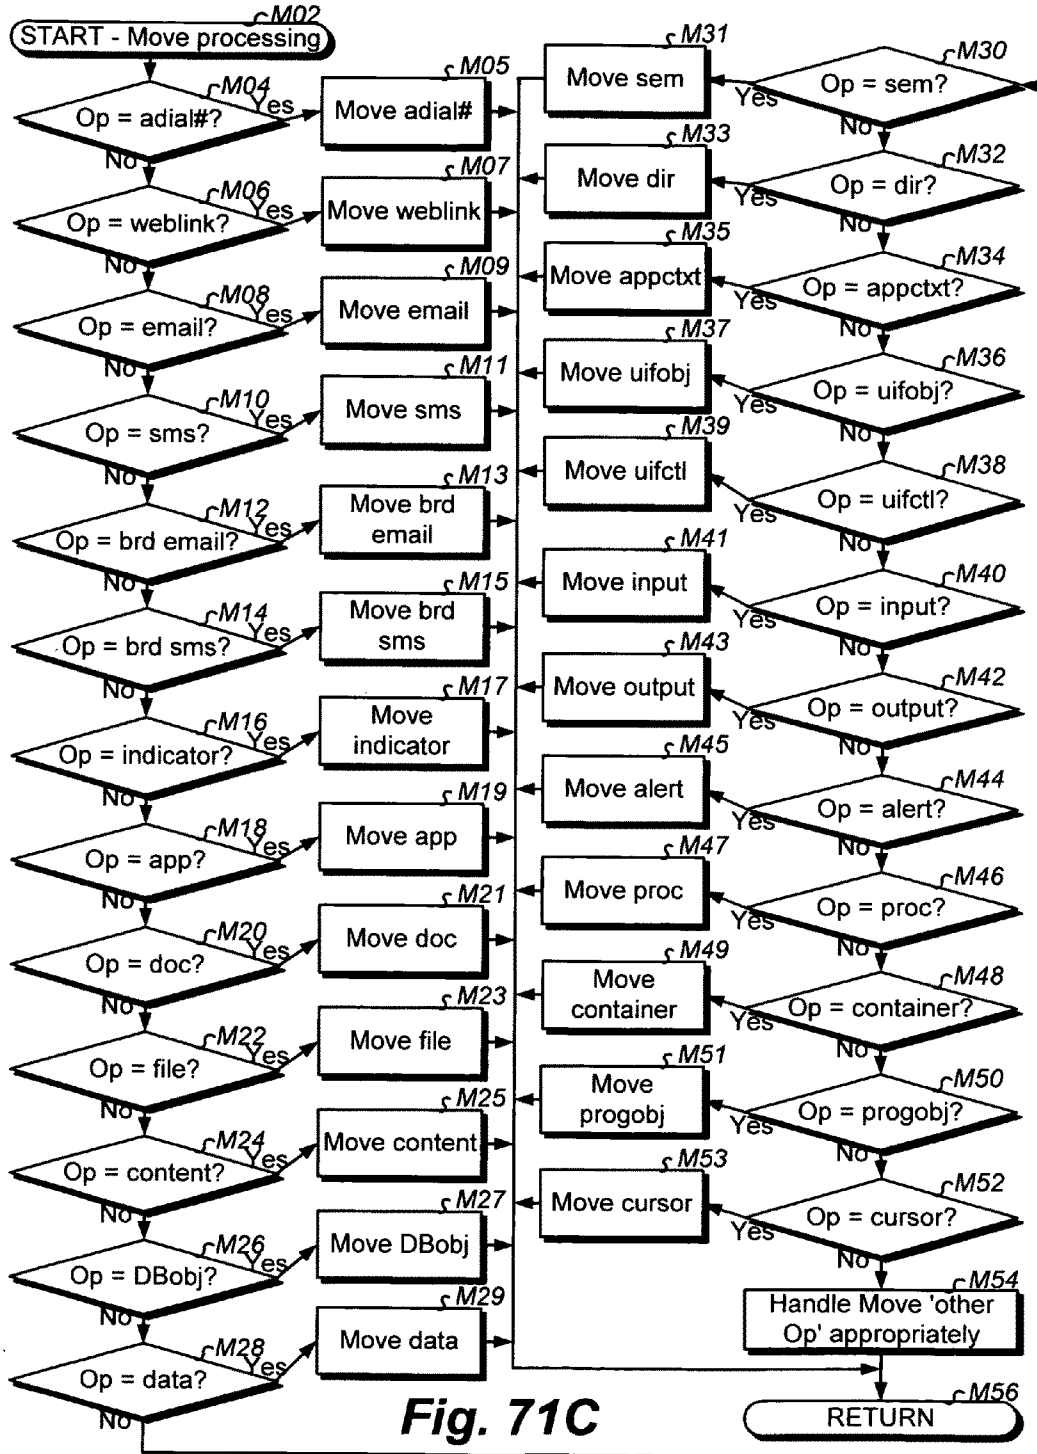 M02
START - Move processing
M04
Op = adial#?
Yes
No
M05
Move adial#
M06
Op = weblink?
Yes
No
M07
Move weblink
M08
Op = email?
Yes
No
M09
Move email
M10
Op = sms?
Yes
No
M11
Move sms
M12
Op = brd email?
Yes
No
M13
Move brd
email
M14
Op = brd sms?
Yes
No
M15
Move brd
sms
M16
Op = indicator?
Yes
No
M17
Move
indicator
M18
Op = app?
Yes
No
M19
Move app
M20
Op = doc?
Yes
No
M21
Move doc
M22
Op = file?
Yes
No
M23
Move file
M24
Op = content?
Yes
No
M25
Move content
M26
Op = DBobj?
Yes
No
M27
Move DBobj
M28
Op = data?
Yes
No
M29
Move data
M30
Op = sem?
Yes
No
M31
Move sem
M32
Op = dir?
Yes
No
M33
Move dir
M34
Op = appctxt?
Yes
No
M35
Move appctxt
M36
Op = uifobj?
Yes
No
M37
Move uifobj
M38
Op = uifctl?
Yes
No
M39
Move uifctl
M40
Op = input?
Yes
No
M41
Move input
M42
Op = output?
Yes
No
M43
Move output
M44
Op = alert?
Yes
No
M45
Move alert
M46
Op = proc?
Yes
No
M47
Move proc
M48
Op = container?
Yes
No
M49
Move
container
M50
Op = progobj?
Yes
No
M51
Move
progobj
M52
Op = cursor?
Yes
No
M53
Move cursor
M54
Handle Move 'other
Op' appropriately
M56
RETURN
Fig. 71C